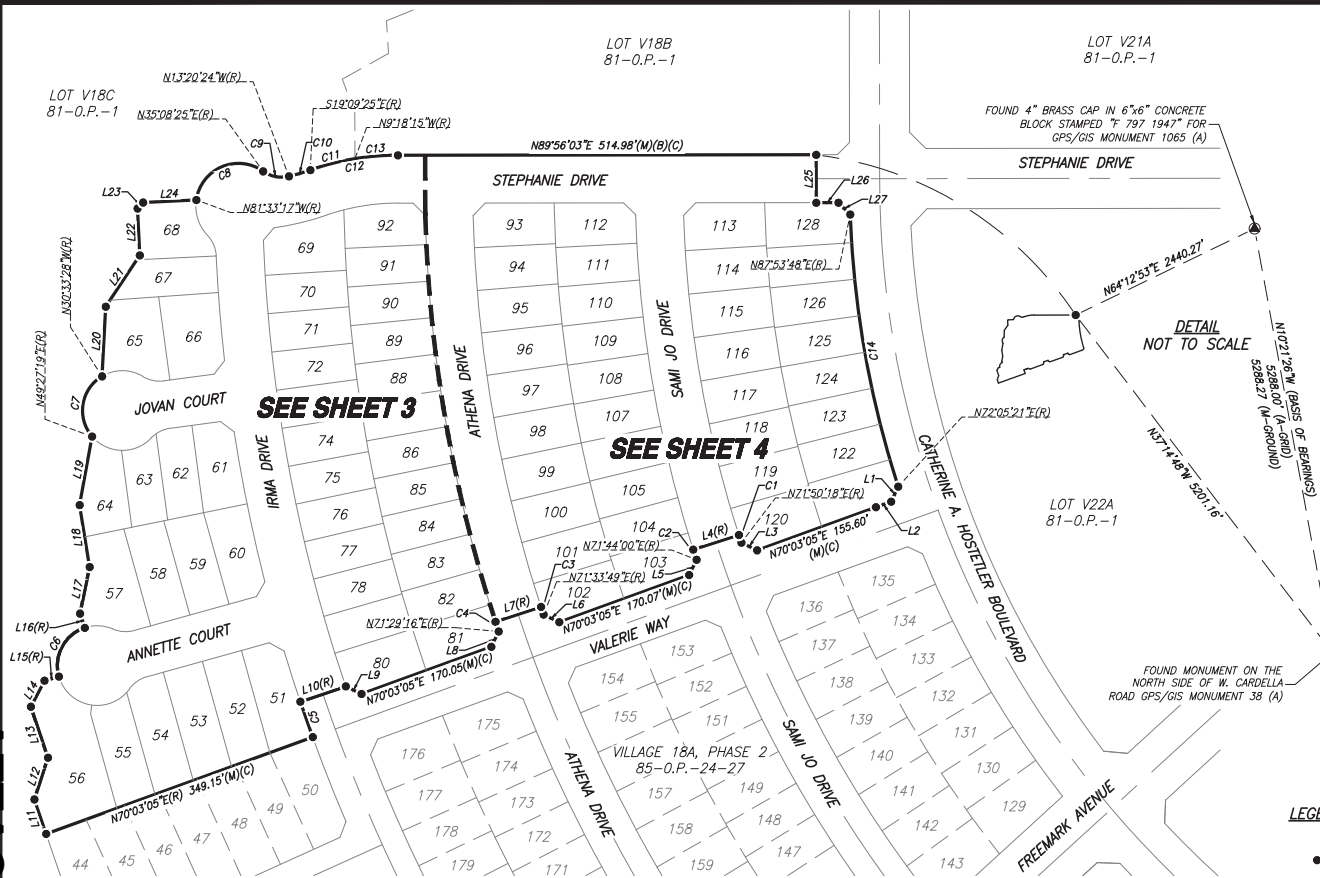 LOT V18B
81-O.P.-1
LOT V21A
81-O.P.-1
LOT V18C
81-O.P.-1
N13°20'24"W(R)
N35°08'25"E(R)
S19°09'25"E(R)
N9°18'15"W(R)
C8
C9
C10
C11
C12
C13
N89°56'03"E 514.98'(M)(B)(C)
FOUND 4" BRASS CAP IN 6"x6" CONCRETE
BLOCK STAMPED "F 797 1947" FOR
GPS/GIS MONUMENT 1065 (A)
STEPHANIE DRIVE
STEPHANIE DRIVE
L23
L24
L22
L21
L20
L25
L26
L27
N81°33'17"W(R)
N30°33'28"W(R)
N49°27'19"E(R)
N87°53'48"E(R)
68
67
65
66
69
70
71
72
92
91
90
89
88
93
94
95
96
97
98
99
100
112
111
110
109
108
107
105
104
113
114
115
116
117
118
119
120
128
126
125
124
123
122
C14
N64°12'53"E 2440.27'
DETAIL
NOT TO SCALE
N10°21'26"W (BASIS OF BEARINGS)
5288.00' (A-GRID)
5288.27 (M-GROUND)
N37°14'48"W 5201.16'
C7
JOVAN COURT
IRMA DRIVE
ATHENA DRIVE
SAMI JO DRIVE
SEE SHEET 3
SEE SHEET 4
N72°05'21"E(R)
CATHERINE A. HOSTETLER BOULEVARD
LOT V22A
81-O.P.-1
L19
L18
L17
64
63
62
61
57
58
59
60
74
75
76
77
78
80
86
85
84
83
82
81
L1
L2
C1
N71°50'18"E(R)
L3
L4(R)
C2
N70°03'05"E 155.60'
(M)(C)
N71°44'00"E(R)
101
C3
103
L5
N71°33'49"E(R)
102
L6
L7(R)
C4
N70°03'05"E 170.07'(M)(C)
N71°29'16"E(R)
L8
L16(R)
C6
L15(R)
L14
L13
L12
L11
ANNETTE COURT
VALERIE WAY
L9
L10(R)
C5
N70°03'05"E 170.05(M)(C)
51
52
53
54
55
56
N70°03'05"E(R) 349.15'(M)(C)
50
49
48
47
46
45
44
FOUND MONUMENT ON THE
NORTH SIDE OF W. CARDELLA
ROAD GPS/GIS MONUMENT 38 (A)
135
136
134
137
133
138
132
139
131
140
130
141
129
142
143
153
154
152
155
151
VILLAGE 18A, PHASE 2
85-O.P.-24-27
157
149
158
148
159
147
175
176
174
177
173
178
172
179
171
ATHENA DRIVE
SAMI JO DRIVE
FREEMARK AVENUE